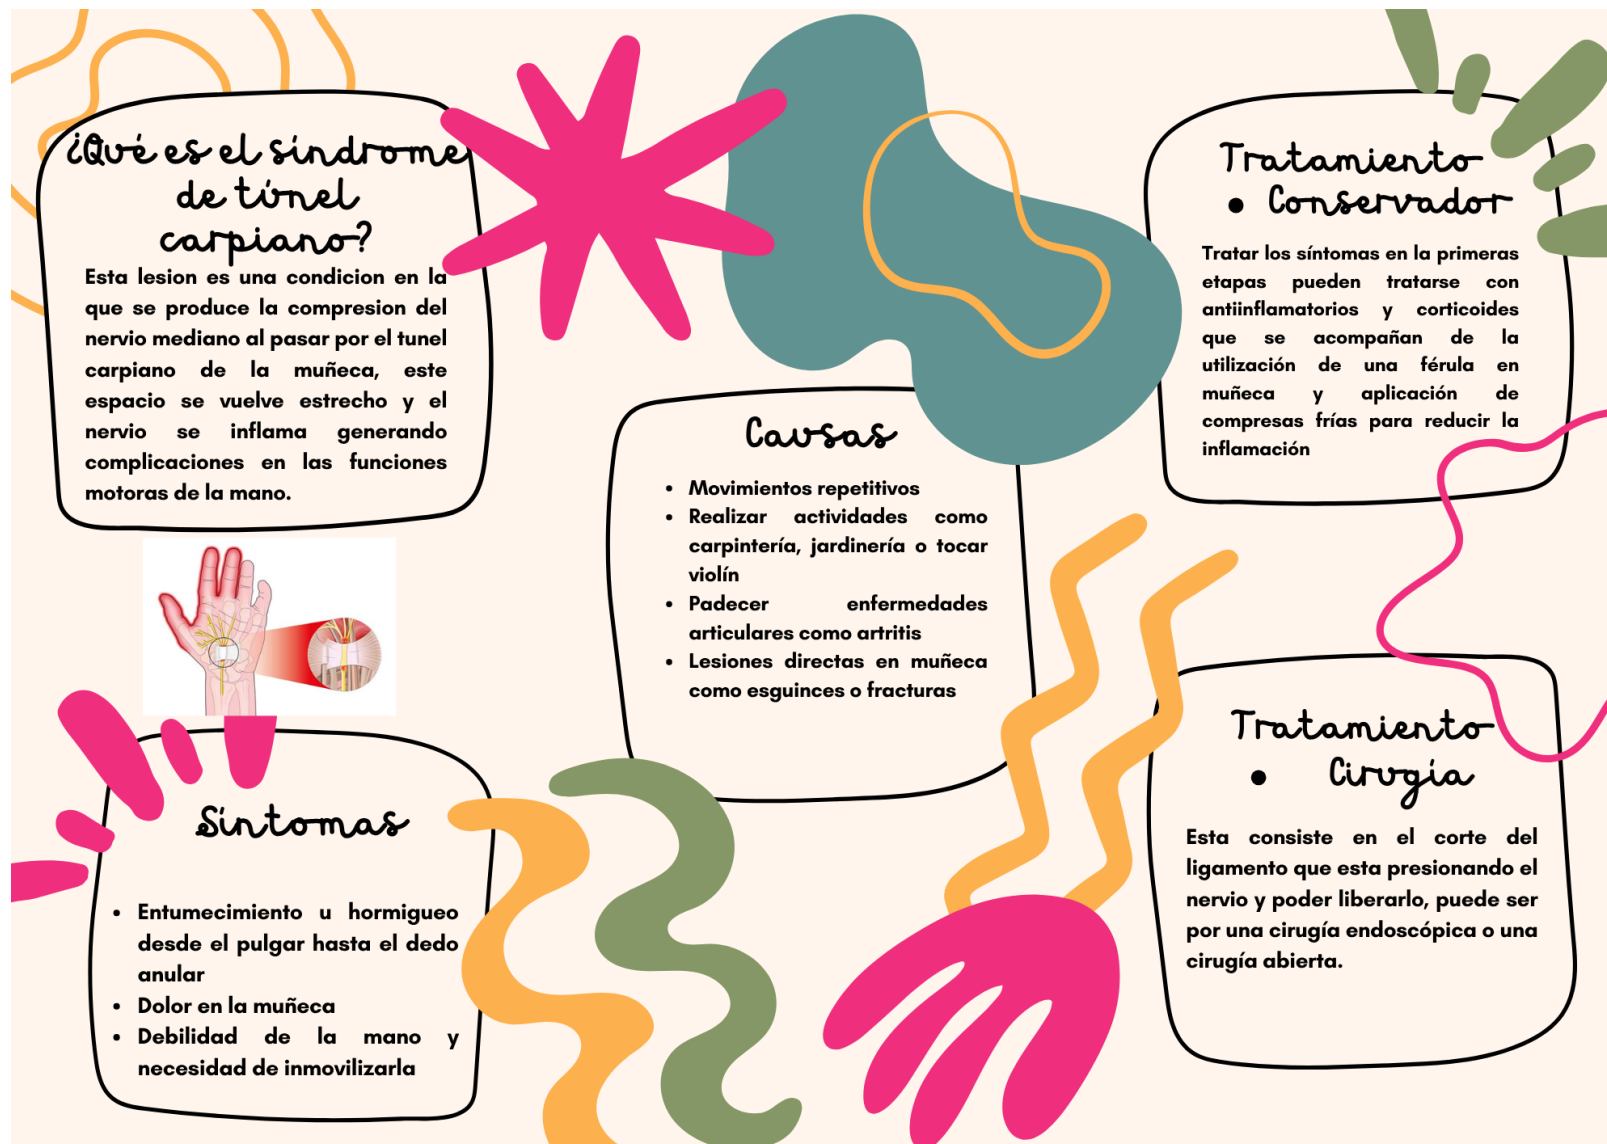 ¿Qué es el síndrome
de túnel
carpiano?
Esta lesion es una condicion en la
que se produce la compresion del
nervio mediano al pasar por el tunel
carpiano de la muñeca, este
espacio se vuelve estrecho y el
nervio se inflama generando
complicaciones en las funciones
motoras de la mano.
Síntomas
• Entumecimiento u hormigueo
desde el pulgar hasta el dedo
anular
• Dolor en la muñeca
• Debilidad de la mano y
necesidad de inmovilizarla
Causas
• Movimientos repetitivos
• Realizar actividades como
carpintería, jardinería o tocar
violín
• Padecer enfermedades
articulares como artritis
• Lesiones directas en muñeca
como esguinces o fracturas
Tratamiento
• Conservador
Tratar los síntomas en la primeras
etapas pueden tratarse con
antiinflamatorios y corticoides
que se acompañan de la
utilización de una férula en
muñeca y aplicación de
compresas frías para reducir la
inflamación
Tratamiento
• Cirugía
Esta consiste en el corte del
ligamento que esta presionando el
nervio y poder liberarlo, puede ser
por una cirugía endoscópica o una
cirugía abierta.